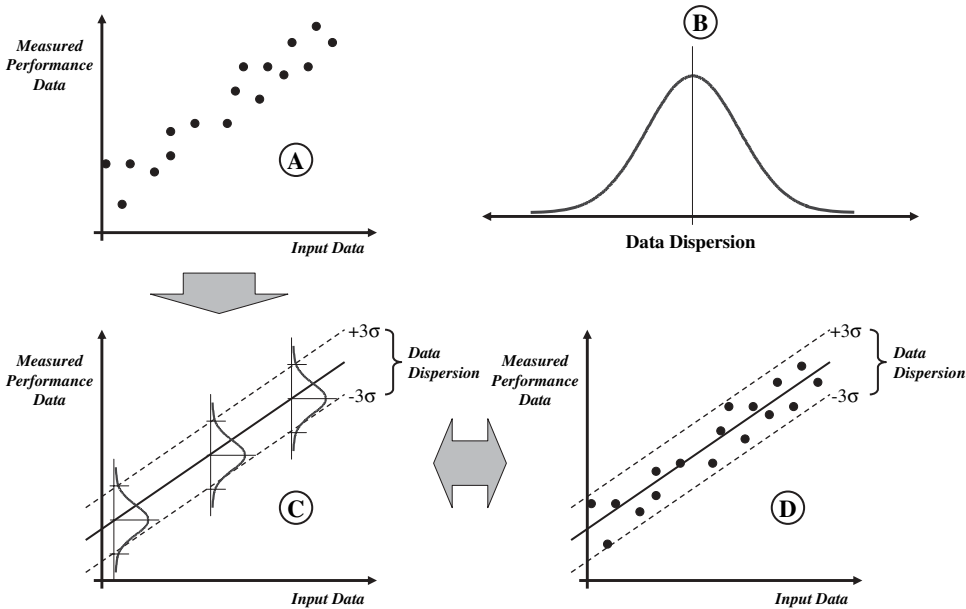 Measured
Performance
Data
A
Input Data
B
Data Dispersion
Measured
Performance
Data
+3σ
-3σ
Data
Dispersion
C
Input Data
Measured
Performance
Data
+3σ
-3σ
Data
Dispersion
D
Input Data